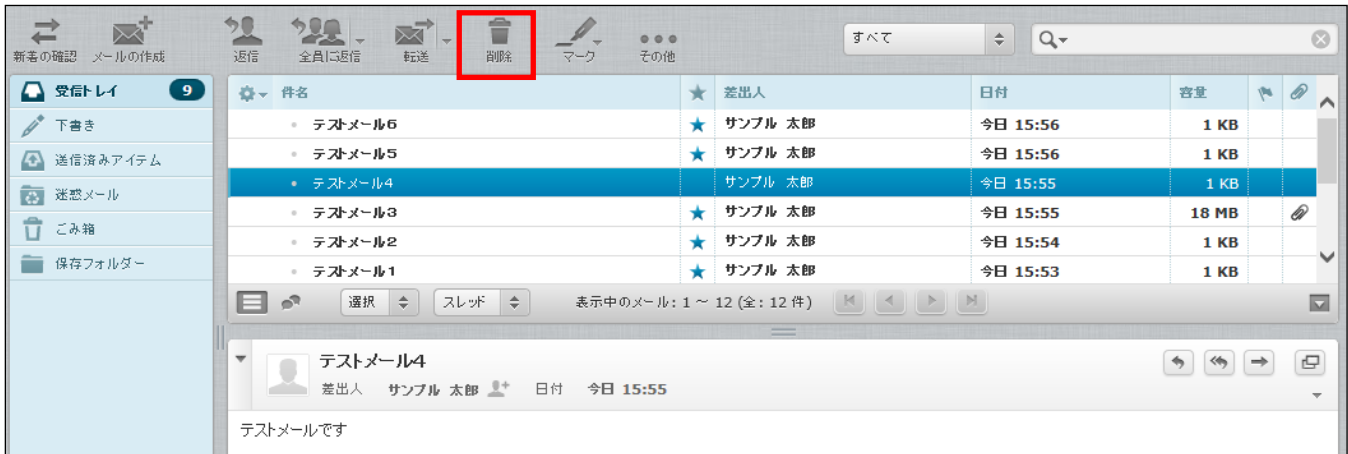 新着の確認 メールの作成 返信 全員に返信 転送 削除 マーク その他 すべて
受信トレイ 9
下書き
送信済みアイテム
迷惑メール
ごみ箱
保存フォルダー
件名 差出人 日付 容量
テストメール6 サンプル 太郎 今日 15:56 1 KB
テストメール5 サンプル 太郎 今日 15:56 1 KB
テストメール4 サンプル 太郎 今日 15:55 1 KB
テストメール3 サンプル 太郎 今日 15:55 18 MB
テストメール2 サンプル 太郎 今日 15:54 1 KB
テストメール1 サンプル 太郎 今日 15:53 1 KB
選択 スレッド 表示中のメール: 1 ～ 12 (全: 12 件)
テストメール4
差出人 サンプル 太郎 日付 今日 15:55
テストメールです